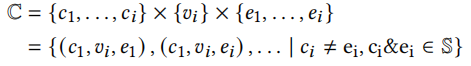 ℂ = {c₁, . . . , cᵢ} × {vᵢ} × {e₁, . . . , eᵢ}
= {(c₁, vᵢ, e₁) , (c₁, vᵢ, eᵢ) , . . . | cᵢ ≠ eᵢ, cᵢ&eᵢ ∈ 𝕊}